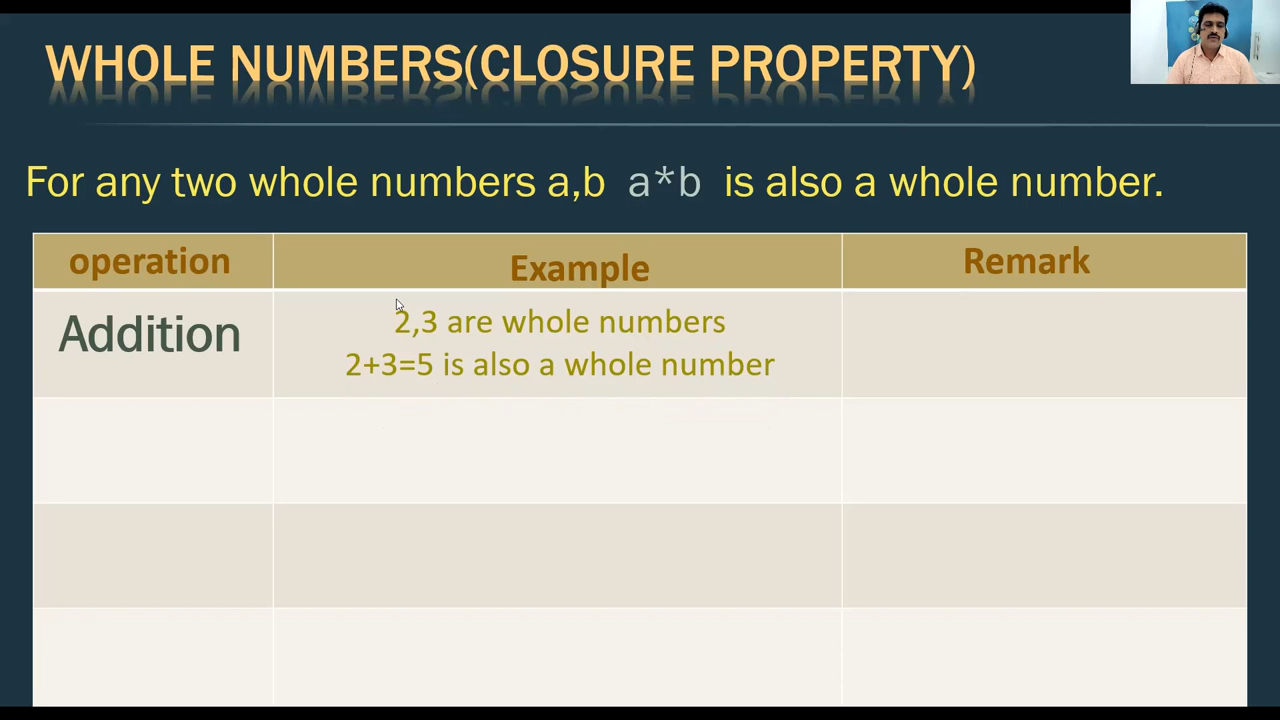 WHOLE NUMBERS(CLOSURE PROPERTY)
For any two whole numbers a,b a*b is also a whole number.
operation Example Remark
Addition
2,3 are whole numbers
2+3=5 is also a whole number